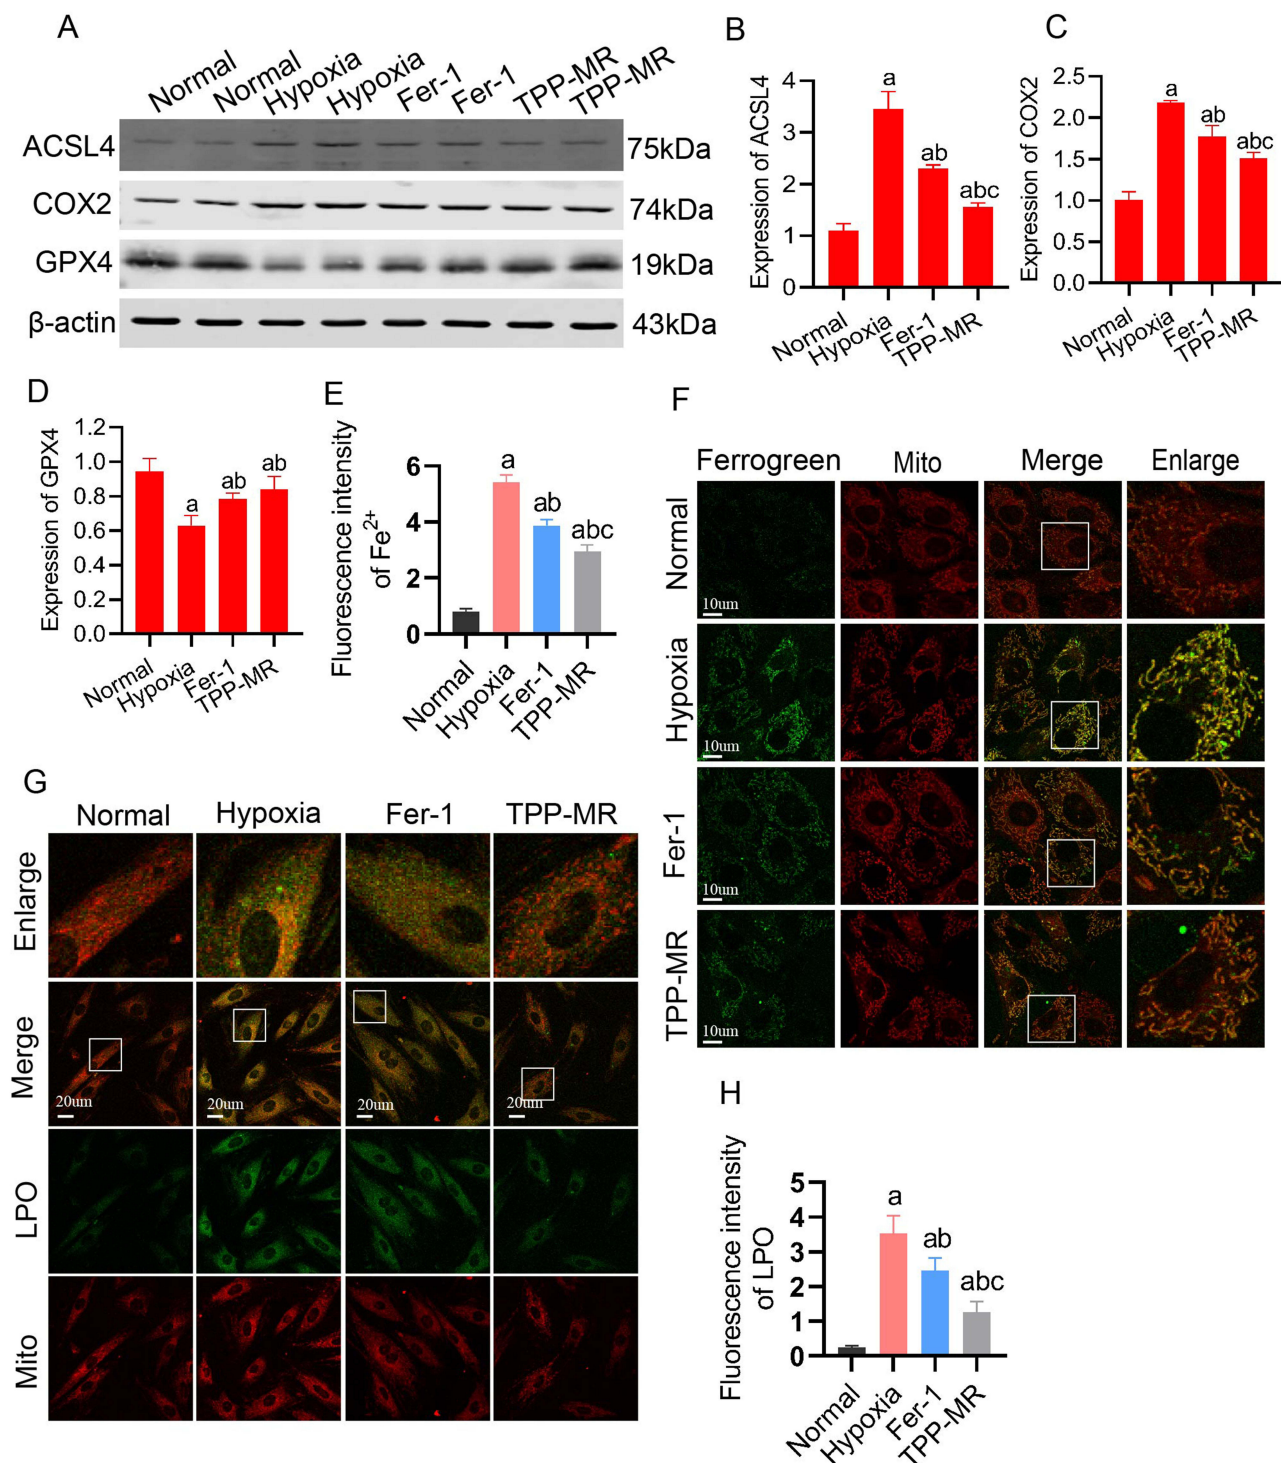 A
Normal
Normal
Hypoxia
Hypoxia
Fer-1
Fer-1
TPP-MR
TPP-MR
ACSL4
75kDa
COX2
74kDa
GPX4
19kDa
β-actin
43kDa
B
Expression of ACSL4
4
3
2
1
0
a
ab
abc
Normal
Hypoxia
Fer-1
TPP-MR
C
Expression of COX2
2.5
2.0
1.5
1.0
0.5
0.0
a
ab
abc
Normal
Hypoxia
Fer-1
TPP-MR
D
Expression of GPX4
1.2
1.0
0.8
0.6
0.4
0.2
0.0
a
ab
ab
Normal
Hypoxia
Fer-1
TPP-MR
E
Fluorescence intensity
of Fe²⁺
6
4
2
0
a
ab
abc
Normal
Hypoxia
Fer-1
TPP-MR
F
Ferrogreen Mito Merge Enlarge
Normal
10um
Hypoxia
10um
Fer-1
10um
TPP-MR
10um
G
Normal Hypoxia Fer-1 TPP-MR
Enlarge
Merge
20um 20um 20um 20um
LPO
Mito
H
Fluorescence intensity
of LPO
5
4
3
2
1
0
a
ab
abc
Normal
Hypoxia
Fer-1
TPP-MR